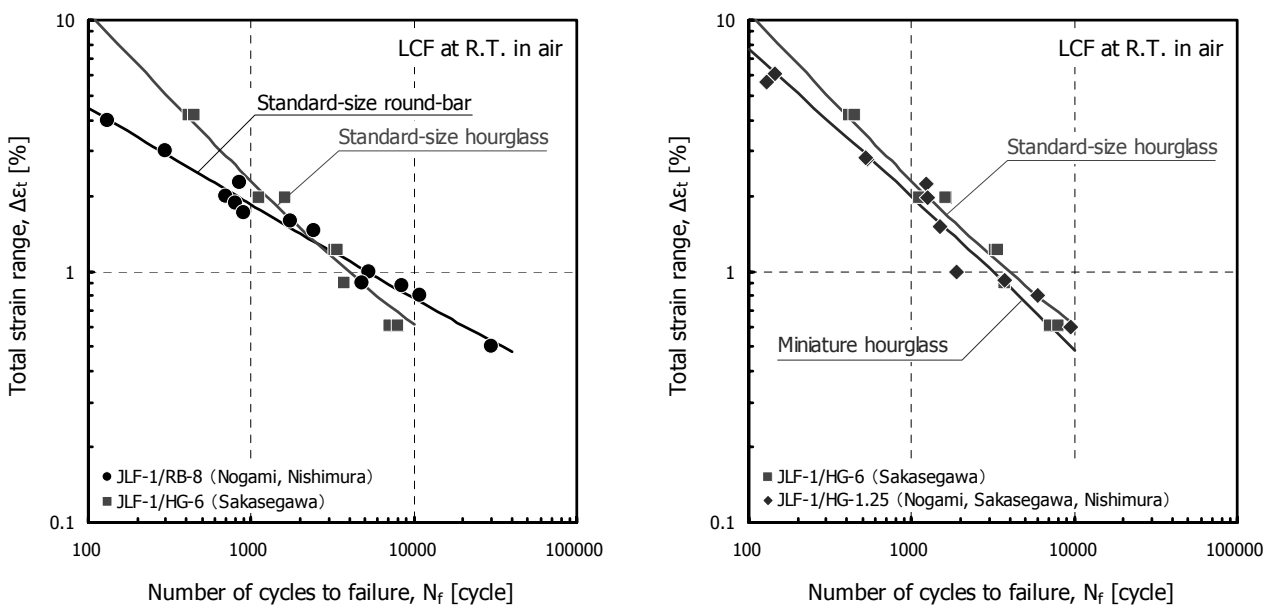 10
LCF at R.T. in air
Standard-size round-bar
Standard-size hourglass
Total strain range, Δεt [%]
1
JLF-1/RB-8 (Nogami, Nishimura)
JLF-1/HG-6 (Sakasegawa)
0.1
100
1000
10000
100000
Number of cycles to failure, Nf [cycle]
10
LCF at R.T. in air
Standard-size hourglass
Total strain range, Δεt [%]
1
Miniature hourglass
JLF-1/HG-6 (Sakasegawa)
JLF-1/HG-1.25 (Nogami, Sakasegawa, Nishimura)
0.1
100
1000
10000
100000
Number of cycles to failure, Nf [cycle]